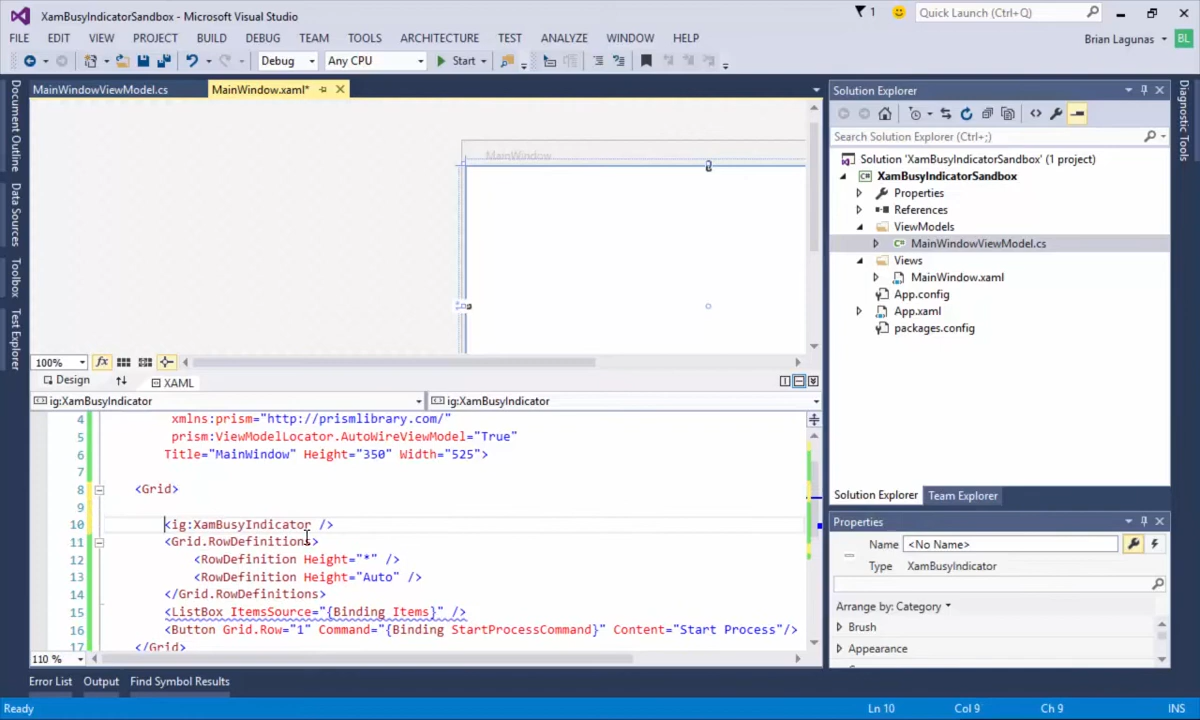 XamBusyIndicatorSandbox - Microsoft Visual Studio
1
Quick Launch (Ctrl+Q)
FILE EDIT VIEW PROJECT BUILD DEBUG TEAM TOOLS ARCHITECTURE TEST ANALYZE WINDOW HELP
Brian Lagunas BL
Debug Any CPU Start
Document Outline
Data Sources
Toolbox
Test Explorer
MainWindowViewModel.cs MainWindow.xaml*
MainWindow
100% fx
Design XAML
ig:XamBusyIndicator ig:XamBusyIndicator
4 xmlns:prism="http://prismlibrary.com/"
5 prism:ViewModelLocator.AutoWireViewModel="True"
6 Title="MainWindow" Height="350" Width="525">
7
8 <Grid>
9
10 <ig:XamBusyIndicator />
11 <Grid.RowDefinitions>
12 <RowDefinition Height="*" />
13 <RowDefinition Height="Auto" />
14 </Grid.RowDefinitions>
15 <ListBox ItemsSource="{Binding Items}" />
16 <Button Grid.Row="1" Command="{Binding StartProcessCommand}" Content="Start Process"/>
17 </Grid>
110 %
Solution Explorer
Search Solution Explorer (Ctrl+;)
Solution 'XamBusyIndicatorSandbox' (1 project)
C# XamBusyIndicatorSandbox
Properties
References
ViewModels
C# MainWindowViewModel.cs
Views
MainWindow.xaml
App.config
App.xaml
packages.config
Solution Explorer Team Explorer
Properties
Name <No Name>
Type XamBusyIndicator
Arrange by: Category
Brush
Appearance
Diagnostic Tools
Error List Output Find Symbol Results
Ready Ln 10 Col 9 Ch 9 INS